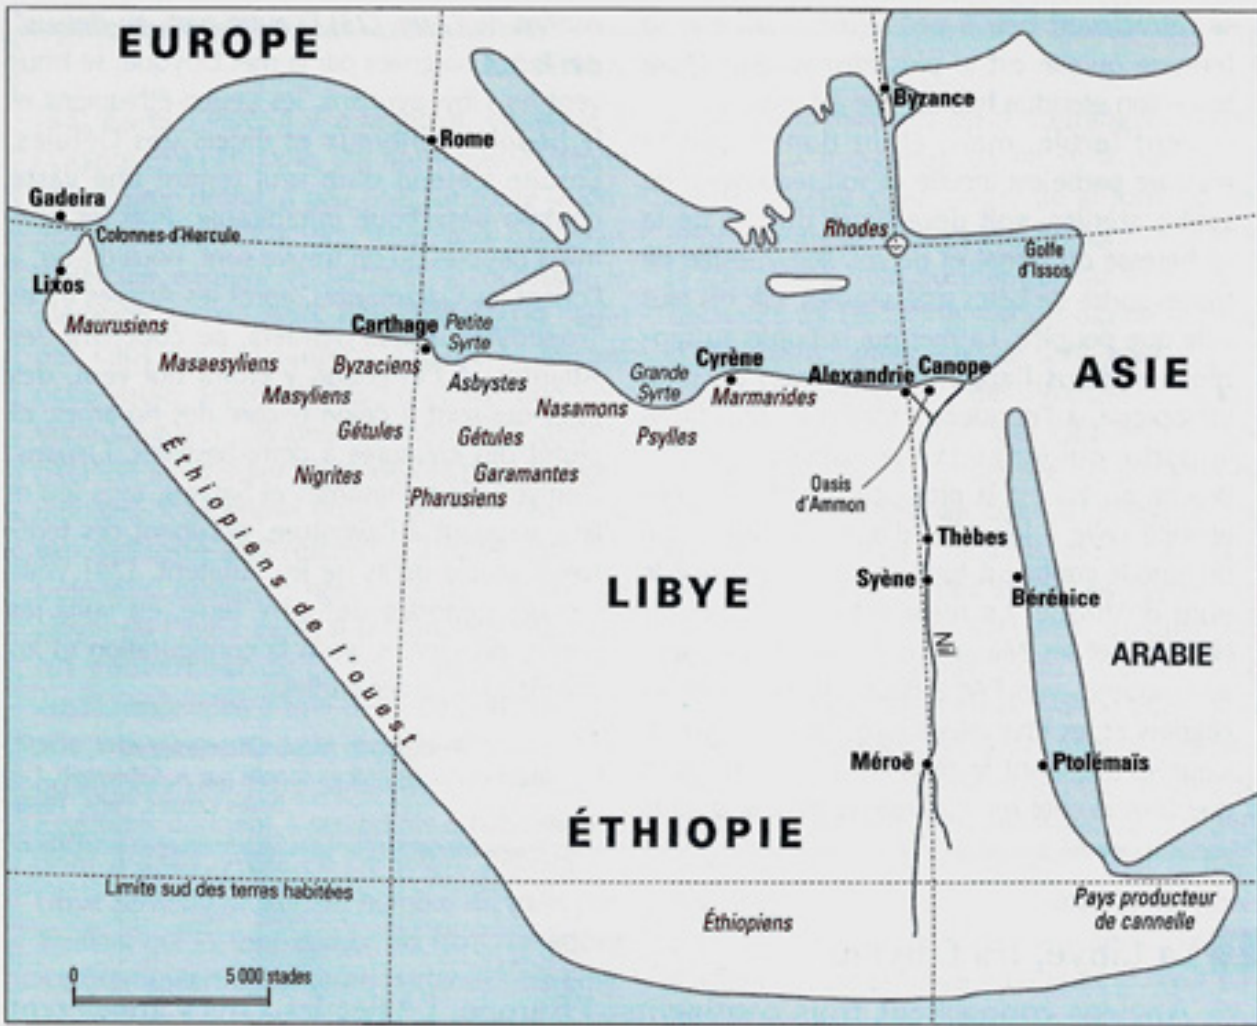 EUROPE
Byzance
Rome
Gadeira
Colonnes d'Hercule
Rhodes
Golfe
d'Issos
Lixos
Maurusiens
Carthage
Petite
Syrte
Masaesyliens
Byzaciens
Cyrène
Grande
Syrte
Alexandrie
Canope
ASIE
Masyliens
Asbystes
Nasamons
Marmarides
Gétules
Gétules
Psylles
Nigrites
Garamantes
Pharusiens
Oasis
d'Ammon
Éthiopiens de l'ouest
Thèbes
LIBYE
Syène
Bérénice
Nil
ARABIE
Méroë
Ptolémaïs
ÉTHIOPIE
Limite sud des terres habitées
Éthiopiens
Pays producteur
de cannelle
0 5 000 stades